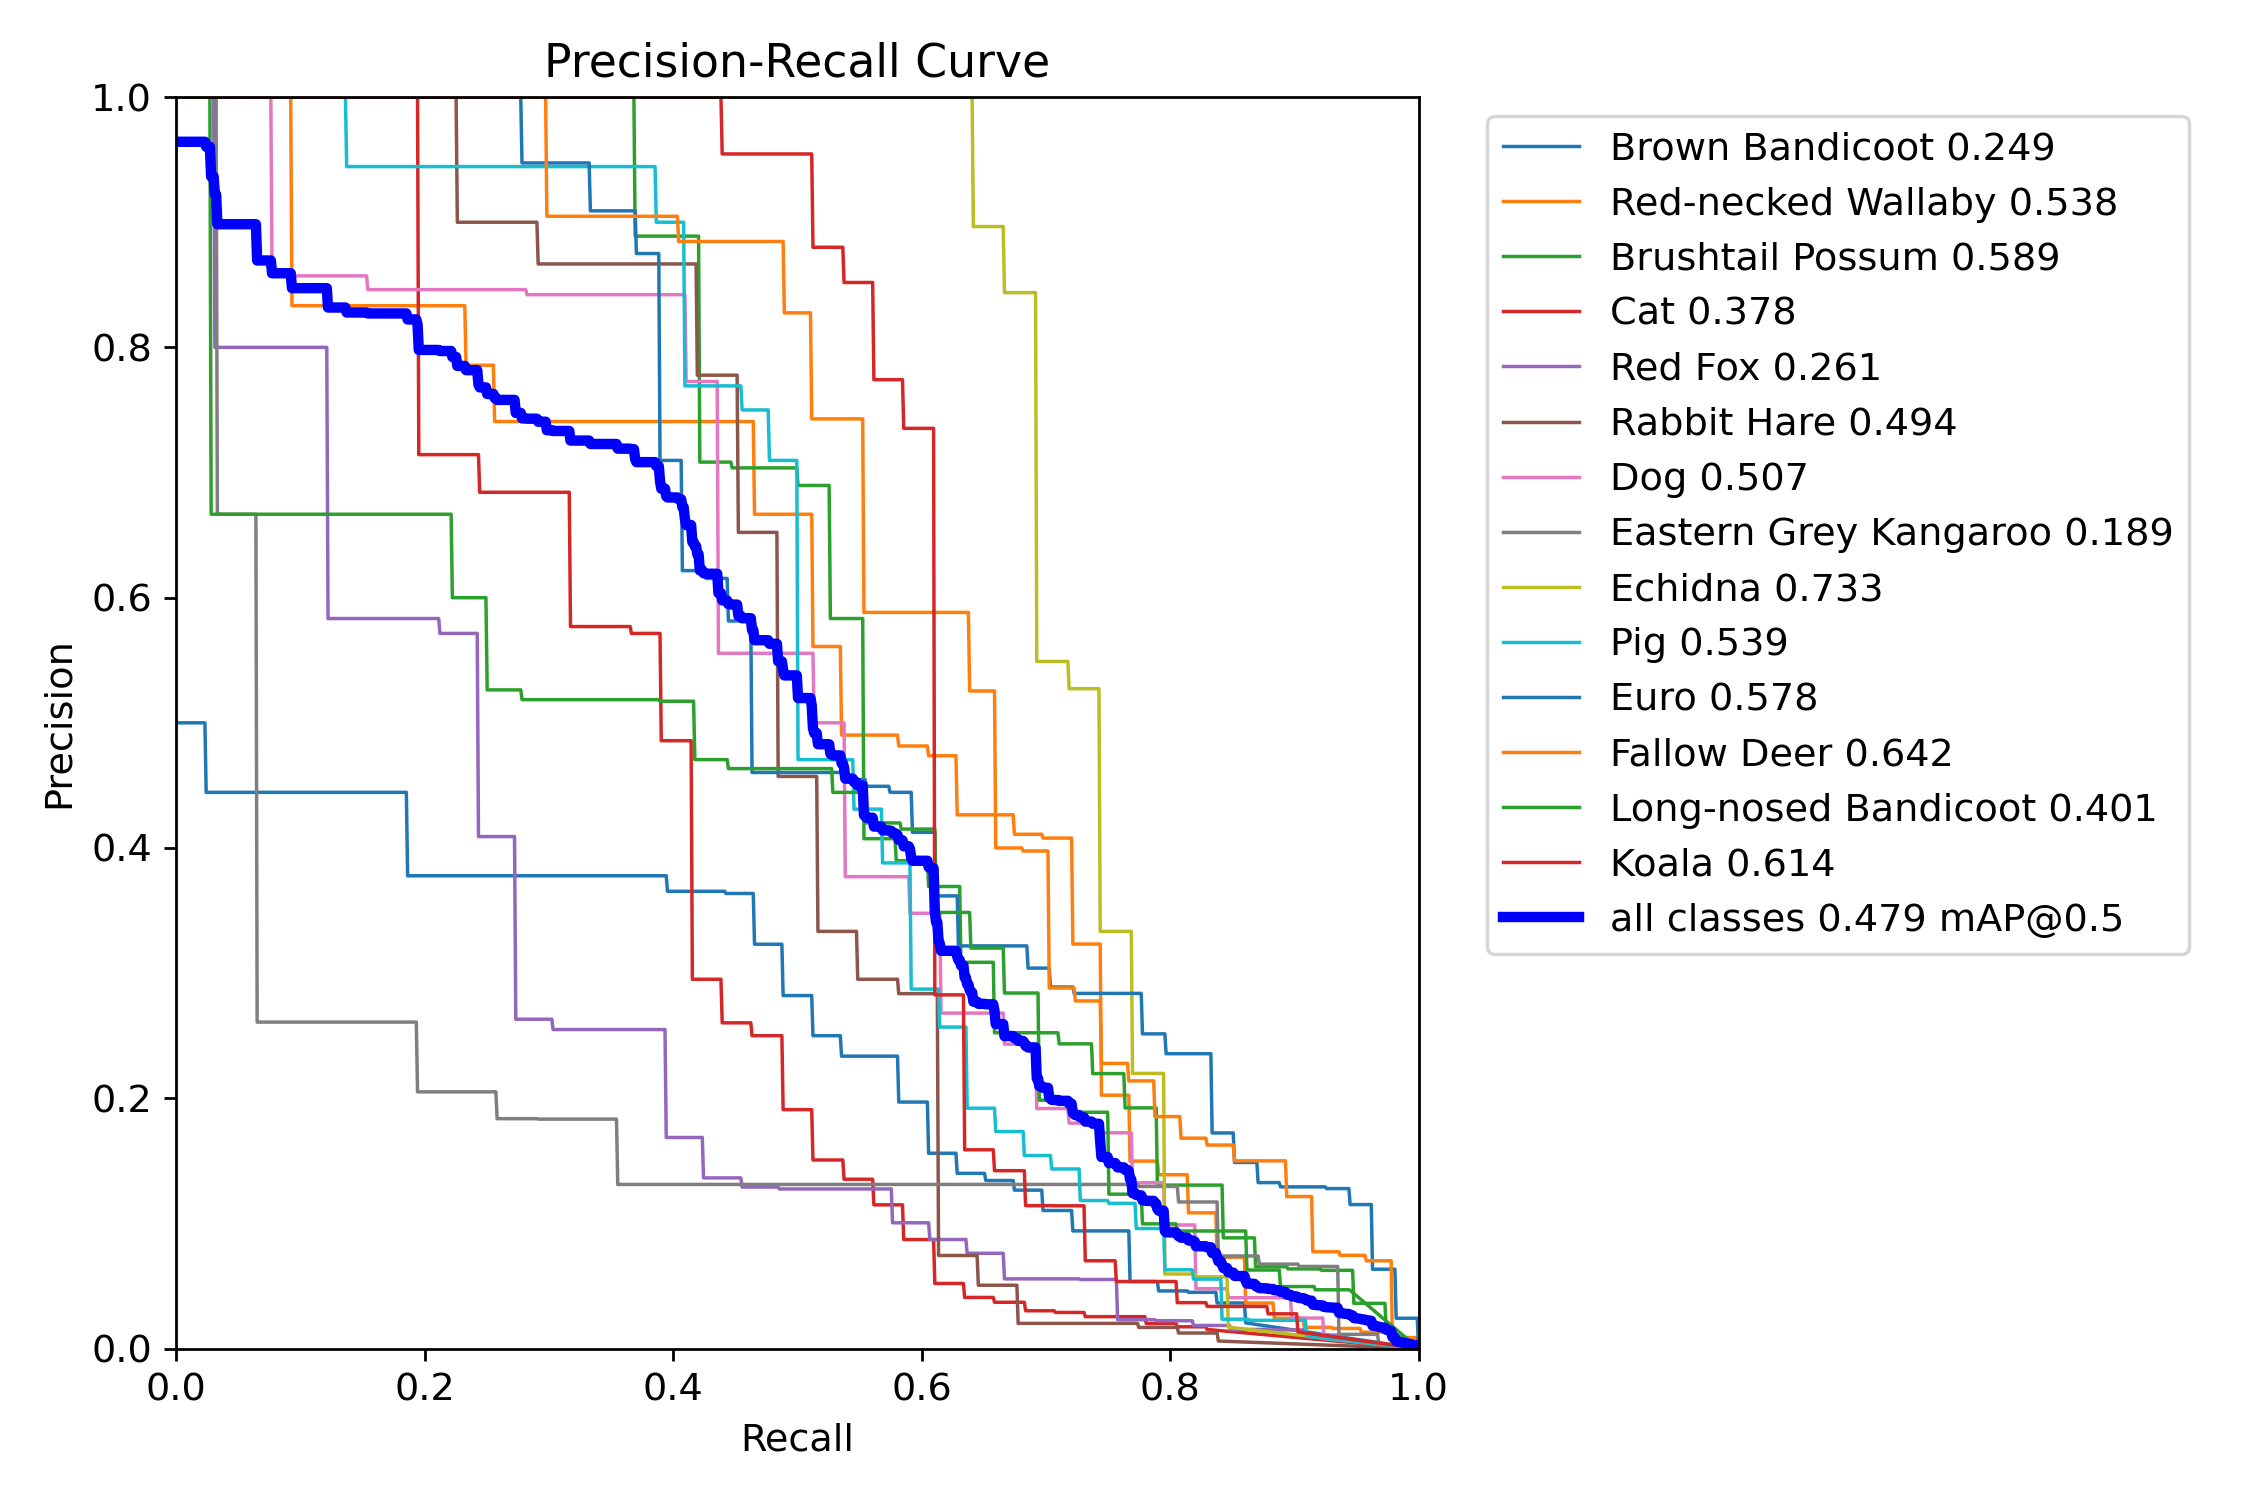 Precision-Recall Curve
1.0
0.8
0.6
0.4
0.2
0.0
Precision
0.0 0.2 0.4 0.6 0.8 1.0
Recall
Brown Bandicoot 0.249
Red-necked Wallaby 0.538
Brushtail Possum 0.589
Cat 0.378
Red Fox 0.261
Rabbit Hare 0.494
Dog 0.507
Eastern Grey Kangaroo 0.189
Echidna 0.733
Pig 0.539
Euro 0.578
Fallow Deer 0.642
Long-nosed Bandicoot 0.401
Koala 0.614
all classes 0.479 mAP@0.5